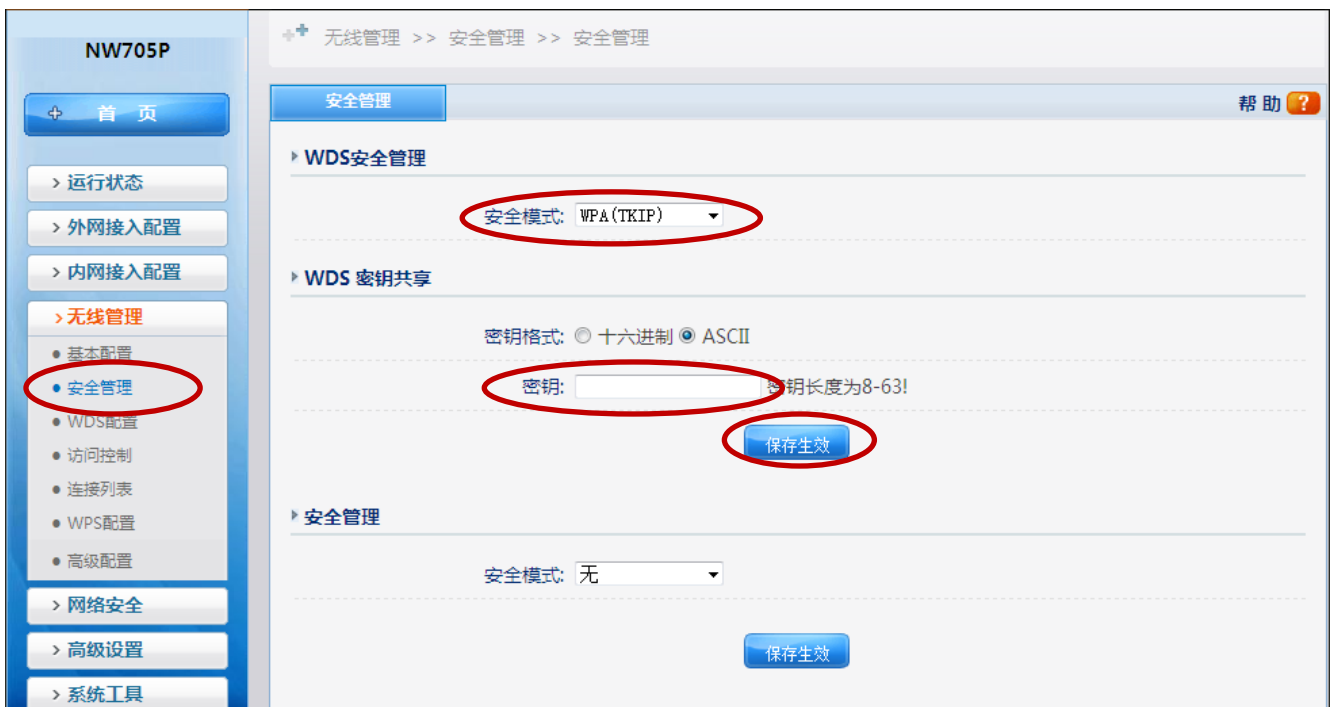 NW705P
首 页
> 运行状态
> 外网接入配置
> 内网接入配置
> 无线管理
● 基本配置
● 安全管理
● WDS配置
● 访问控制
● 连接列表
● WPS配置
● 高级配置
> 网络安全
> 高级设置
> 系统工具
无线管理 >> 安全管理 >> 安全管理
安全管理 帮助 ?
WDS安全管理
安全模式: WPA(TKIP)
WDS 密钥共享
密钥格式: 十六进制 ASCII
密钥: 密钥长度为8-63!
保存生效
安全管理
安全模式: 无
保存生效